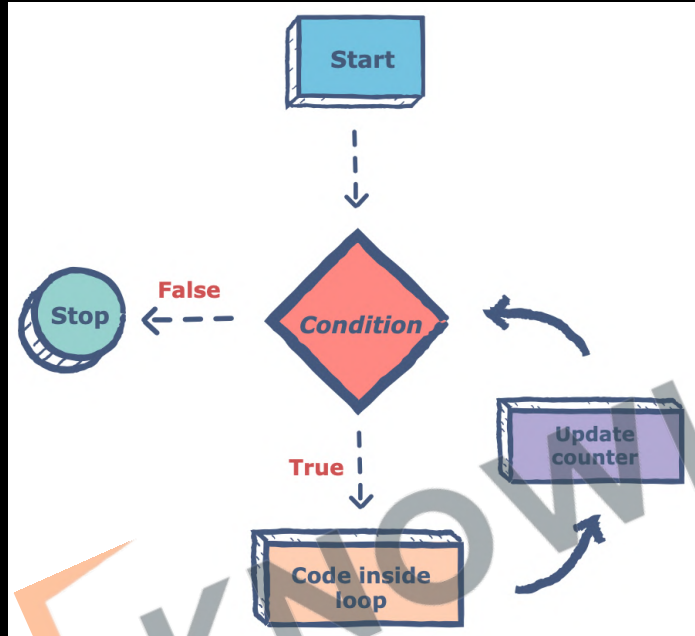 Start
False
Stop
Condition
Update
counter
True
Code inside
loop